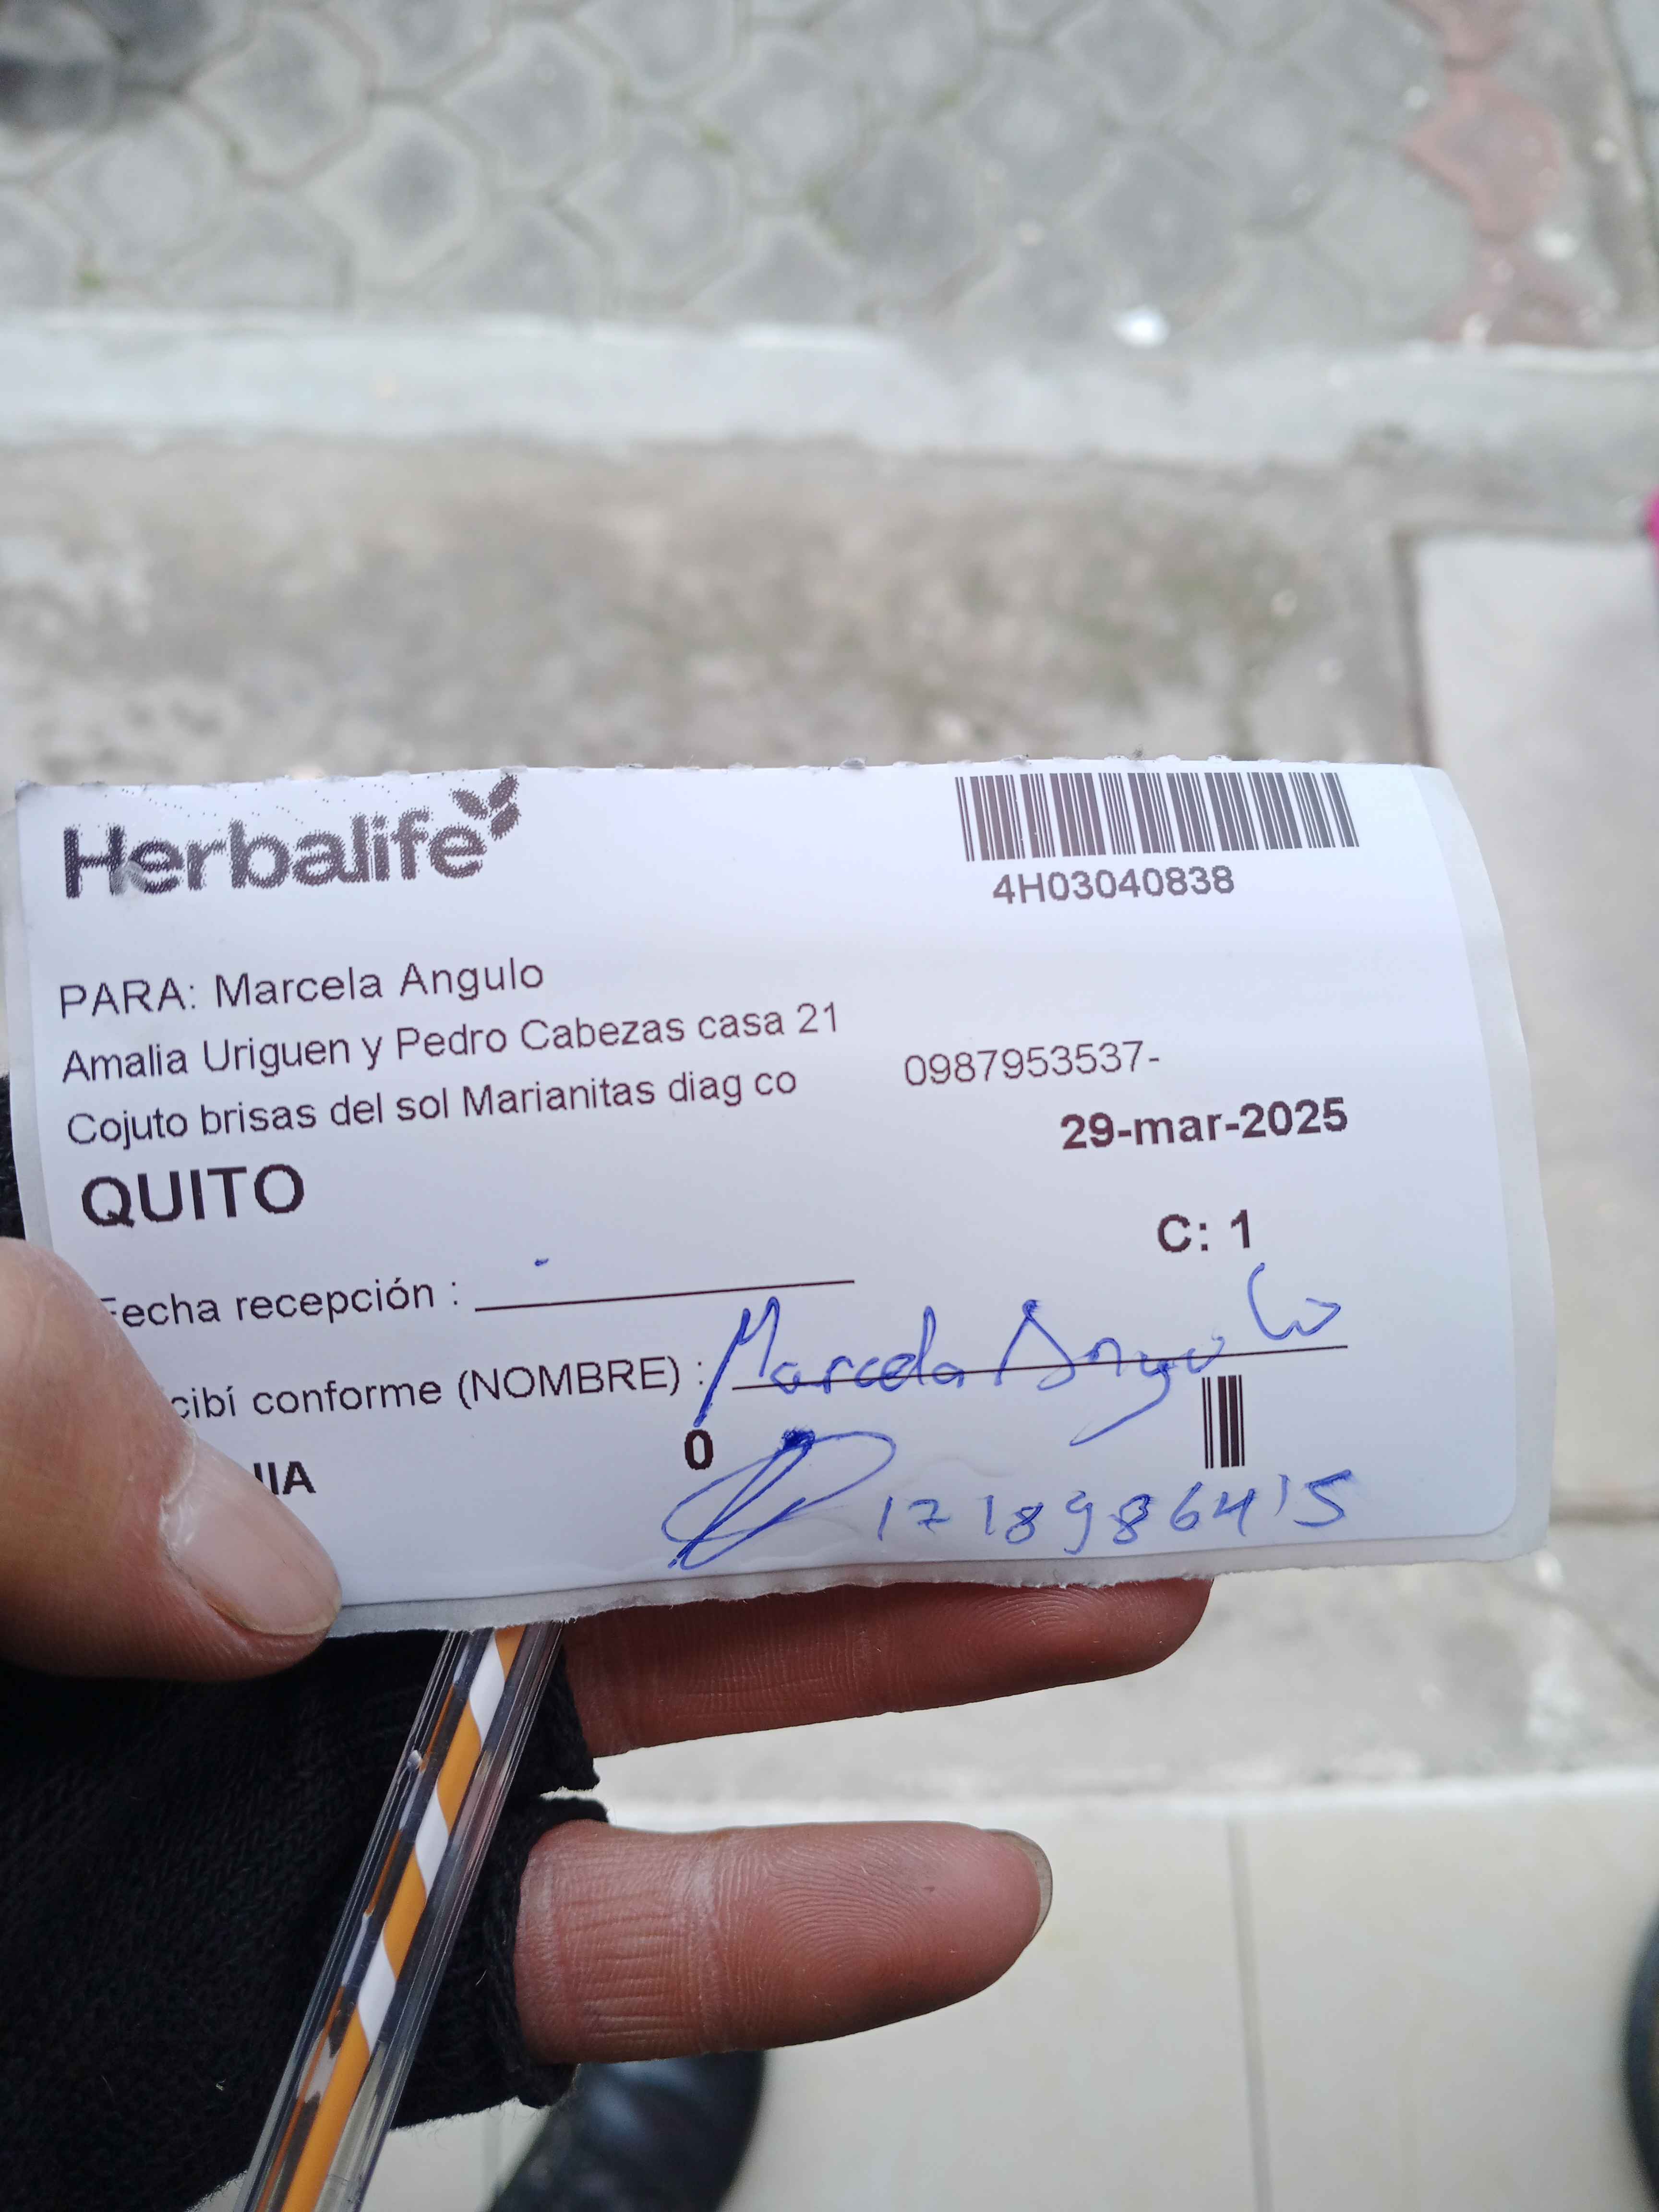 Herbalife
4H03040838
PARA: Marcela Angulo
Amalia Uriguen y Pedro Cabezas casa 21
Cojuto brisas del sol Marianitas diag co
0987953537-
29-mar-2025
QUITO
C: 1
Fecha recepción :
cibí conforme (NOMBRE) : Marcela Angulo
0
IIA
1718986415